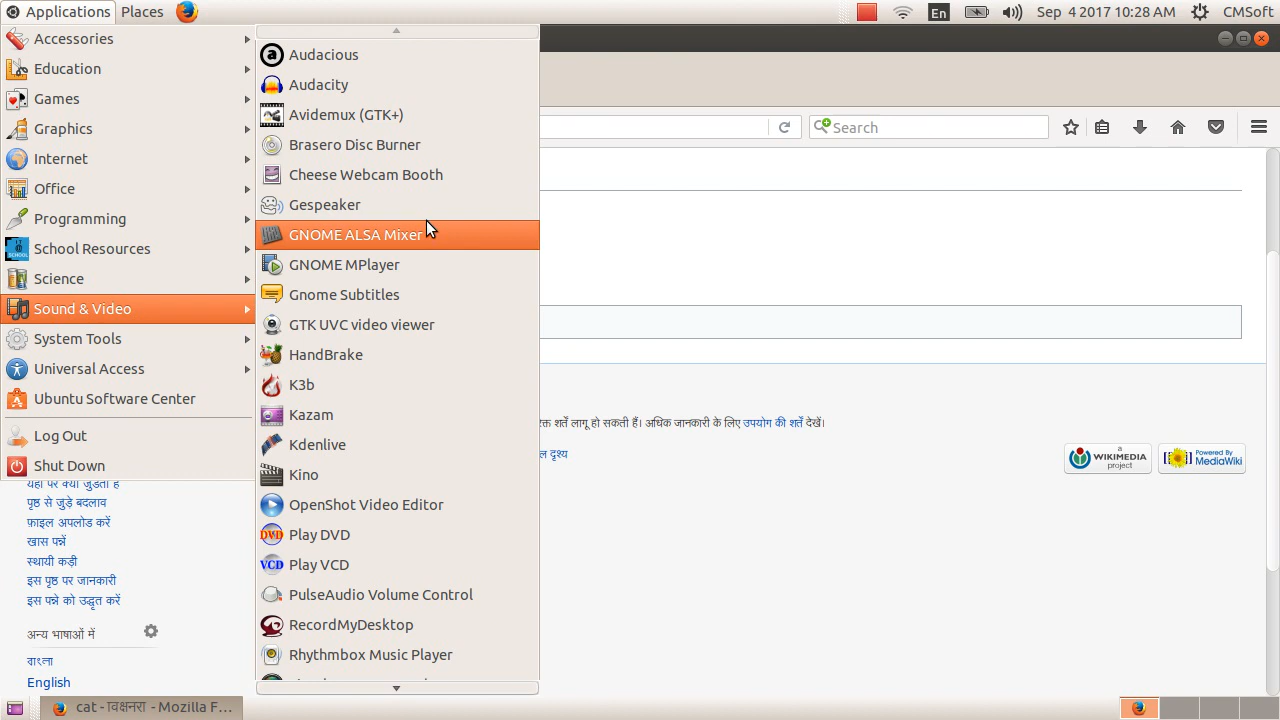 Applications Places En Sep 4 2017 10:28 AM CMSoft
Accessories
Education
Games
Graphics
Internet
Office
Programming
School Resources
Science
Sound & Video
System Tools
Universal Access
Ubuntu Software Center
Log Out
Shut Down
Audacious
Audacity
Avidemux (GTK+)
Brasero Disc Burner
Cheese Webcam Booth
Gespeaker
GNOME ALSA Mixer
GNOME MPlayer
Gnome Subtitles
GTK UVC video viewer
HandBrake
K3b
Kazam
Kdenlive
Kino
OpenShot Video Editor
Play DVD
Play VCD
PulseAudio Volume Control
RecordMyDesktop
Rhythmbox Music Player
Search
शर्तें लागू हो सकती हैं। अधिक जानकारी के लिए उपयोग की शर्तें देखें।
दृश्य
a
WIKIMEDIA
project
Powered By
MediaWiki
यहाँ पर क्या जुड़ता है
पृष्ठ से जुड़े बदलाव
फ़ाइल अपलोड करें
ख़ास पन्नें
स्थायी कड़ी
इस पृष्ठ पर जानकारी
इस पन्ने को उद्धृत करें
अन्य भाषाओं में
বাংলা
English
cat - Mozilla F...